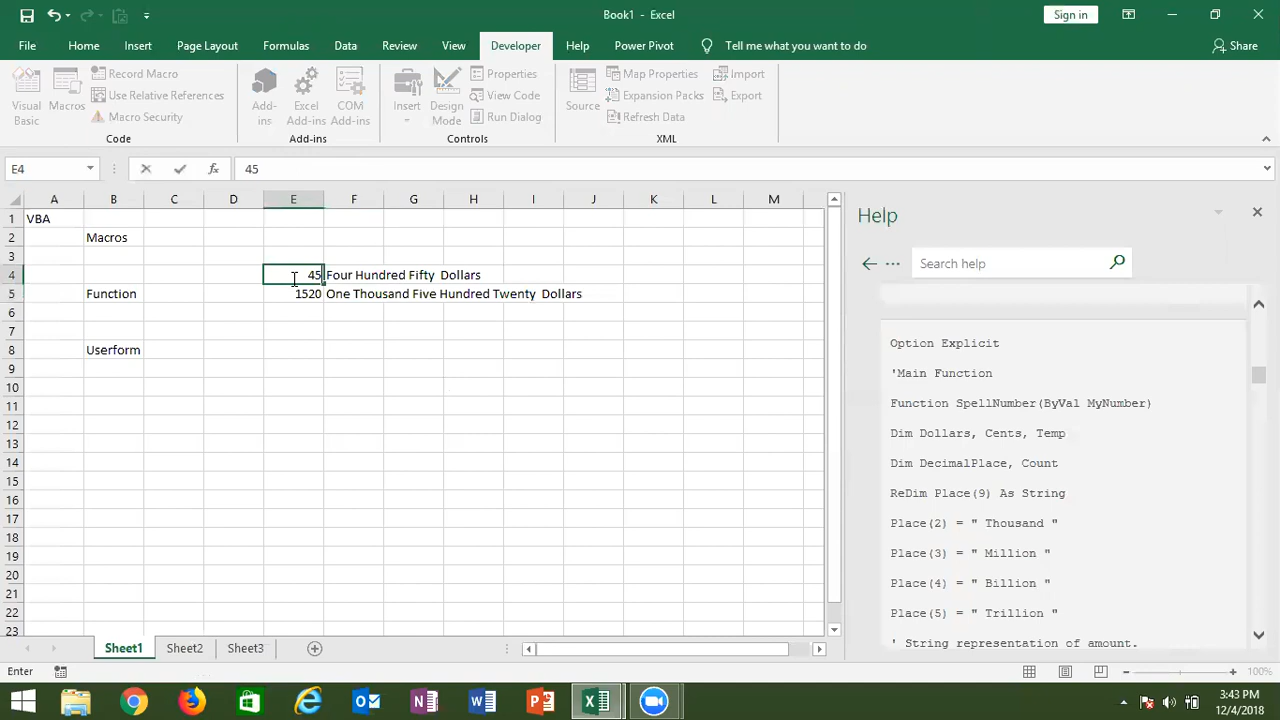 Book1 - Excel
Sign in
File Home Insert Page Layout Formulas Data Review View Developer Help Power Pivot Tell me what you want to do Share
Visual Basic
Macros
Record Macro
Use Relative References
Macro Security
Code
Add-ins
Excel Add-ins
COM Add-ins
Add-ins
Insert
Design Mode
Properties
View Code
Run Dialog
Controls
Source
Map Properties
Expansion Packs
Refresh Data
Import
Export
XML
E4 fx 45
A B C D E F G H I J K L M
1 VBA
2 Macros
3
4 45 Four Hundred Fifty Dollars
5 Function 1520 One Thousand Five Hundred Twenty Dollars
6
7
8 Userform
9
10
11
12
13
14
15
16
17
18
19
20
21
22
23
Help
Search help
Option Explicit
'Main Function
Function SpellNumber(ByVal MyNumber)
Dim Dollars, Cents, Temp
Dim DecimalPlace, Count
ReDim Place(9) As String
Place(2) = " Thousand "
Place(3) = " Million "
Place(4) = " Billion "
Place(5) = " Trillion "
' String representation of amount.
Sheet1 Sheet2 Sheet3
Enter
100%
3:43 PM
12/4/2018